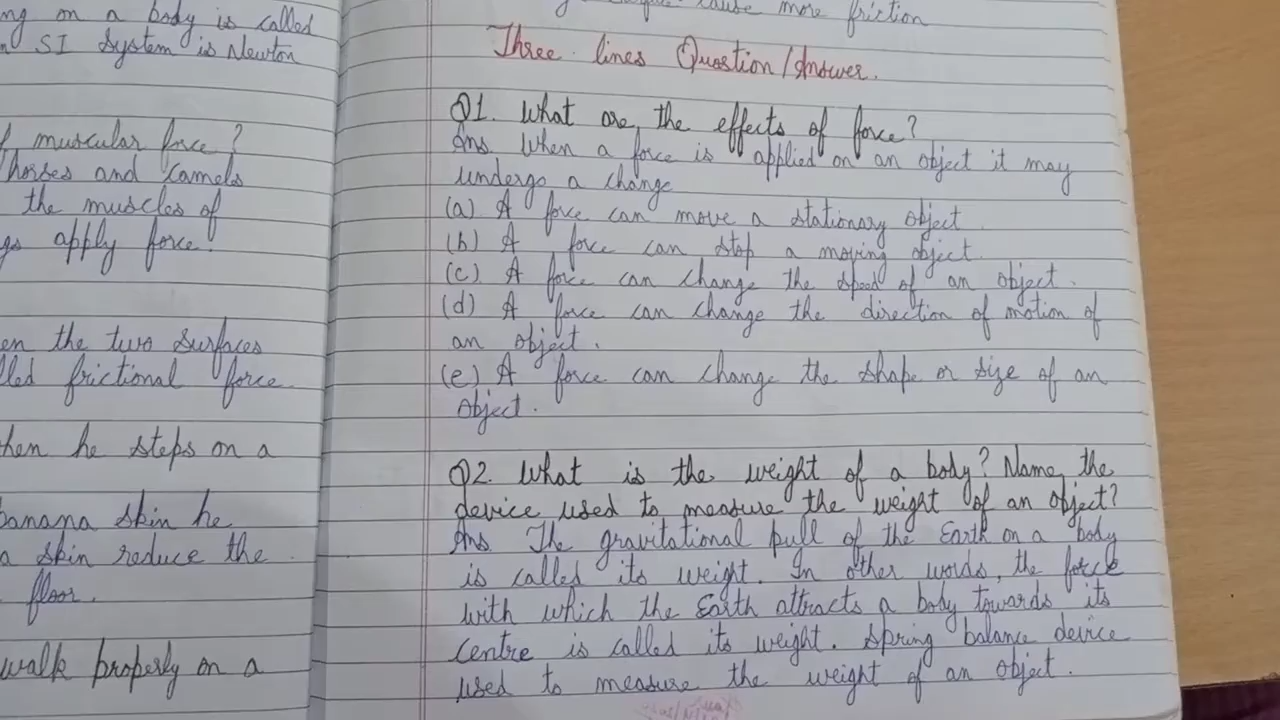 ng on a body is called
SI System is Newton
muscular force?
horses and camels
the muscles of
apply force.
en the two surfaces
lled frictional force
hen he steps on a
banana skin he
a skin reduce the
floor.
walk properly on a
cause more friction
Three lines Question/Answer.
Q1. What are the effects of force?
Ans. When a force is applied on an object it may
undergo a change
(a) A force can move a stationary object
(b) A force can stop a moving object.
(c) A force can change the speed of an object.
(d) A force can change the direction of motion of
an object.
(e) A force can change the shape or size of an
object.
Q2. What is the weight of a body? Name the
device used to measure the weight of an object?
Ans. The gravitational pull of the Earth on a body
is called its weight. In other words, the force
with which the Earth attracts a body towards its
centre is called its weight. Spring balance device
used to measure the weight of an object.